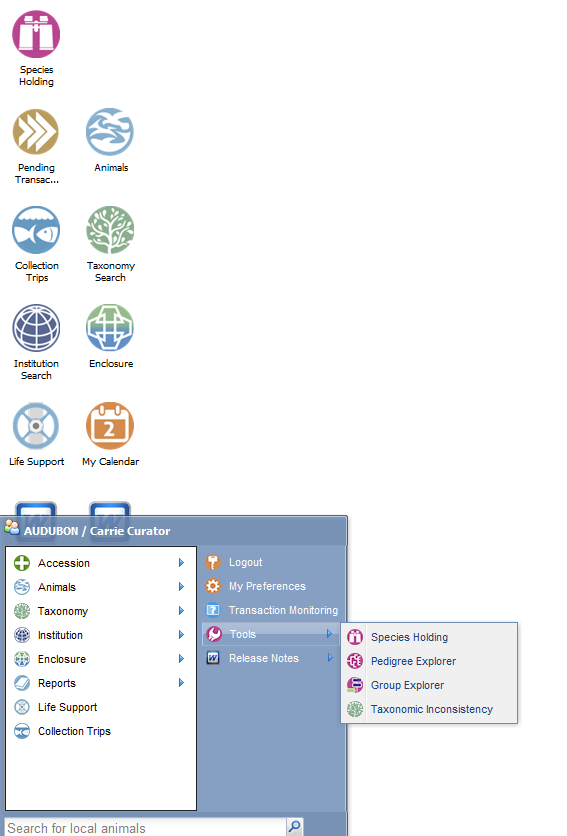 Species
Holding
Pending
Transac...
Animals
Collection
Trips
Taxonomy
Search
Institution
Search
Enclosure
2
Life Support
My Calendar
AUDUBON / Carrie Curator
Accession
Animals
Taxonomy
Institution
Enclosure
Reports
Life Support
Collection Trips
Logout
My Preferences
Transaction Monitoring
Tools
Release Notes
Species Holding
Pedigree Explorer
Group Explorer
Taxonomic Inconsistency
Search for local animals